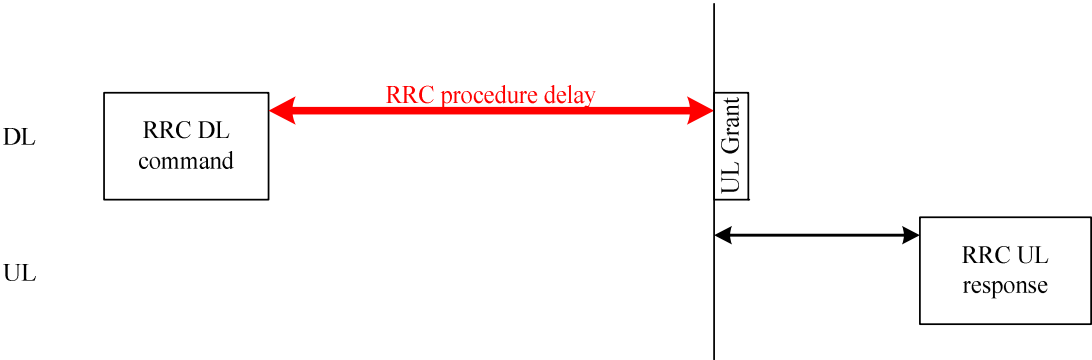 RRC procedure delay
DL
RRC DL
command
UL Grant
UL
RRC UL
response